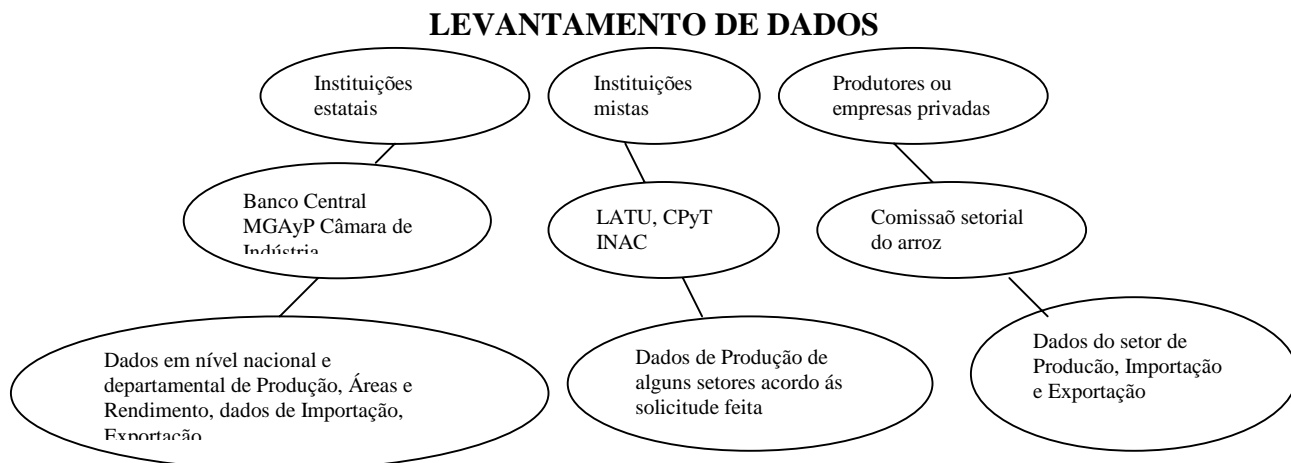 LEVANTAMENTO DE DADOS
Instituições
estatais
Instituições
mistas
Produtores ou
empresas privadas
Banco Central
MGAyP Câmara de
Indústria
LATU, CPyT
INAC
Comissaõ setorial
do arroz
Dados em nível nacional e
departamental de Produção, Áreas e
Rendimento, dados de Importação,
Exportação
Dados de Produção de
alguns setores acordo ás
solicitude feita
Dados do setor de
Producão, Importação
e Exportação